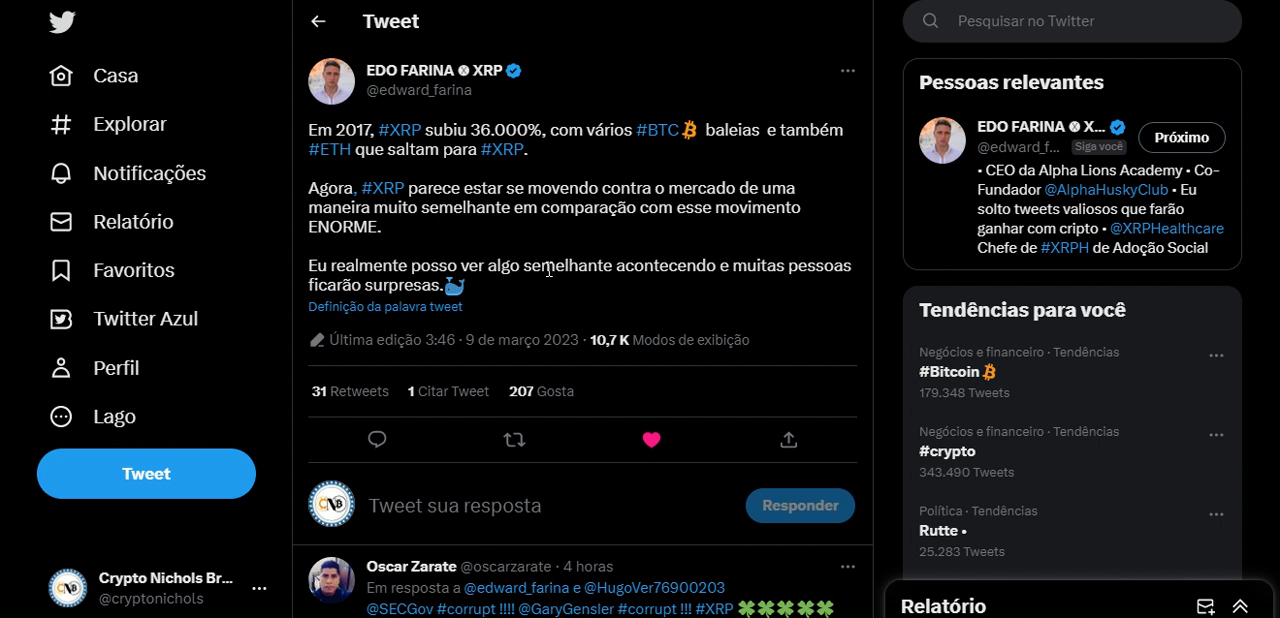 Tweet
Pesquisar no Twitter
Casa
Explorar
Notificações
Relatório
Favoritos
Twitter Azul
Perfil
Lago
Tweet
Crypto Nichols Br...
@cryptonichols
EDO FARINA XRP
@edward_farina
Em 2017, #XRP subiu 36.000%, com vários #BTC baleias e também
#ETH que saltam para #XRP.
Agora, #XRP parece estar se movendo contra o mercado de uma
maneira muito semelhante em comparação com esse movimento
ENORME.
Eu realmente posso ver algo semelhante acontecendo e muitas pessoas
ficarão surpresas.🐳
Definição da palavra tweet
Última edição 3:46 · 9 de março 2023 · 10,7 K Modos de exibição
31 Retweets 1 Citar Tweet 207 Gosta
CNB
Tweet sua resposta
Responder
Oscar Zarate @oscarzarate · 4 horas
Em resposta a @edward_farina e @HugoVer76900203
@SECGov #corrupt !!!! @GaryGensler #corrupt !!! #XRP 🍀🍀🍀🍀🍀
Pessoas relevantes
EDO FARINA X...
@edward_f... Siga você
Próximo
• CEO da Alpha Lions Academy • Co-
Fundador @AlphaHuskyClub • Eu
solto tweets valiosos que farão
ganhar com cripto • @XRPHealthcare
Chefe de #XRPH de Adoção Social
Tendências para você
Negócios e financeiro · Tendências
#Bitcoin
179.348 Tweets
Negócios e financeiro · Tendências
#crypto
343.490 Tweets
Política · Tendências
Rutte •
25.283 Tweets
Relatório